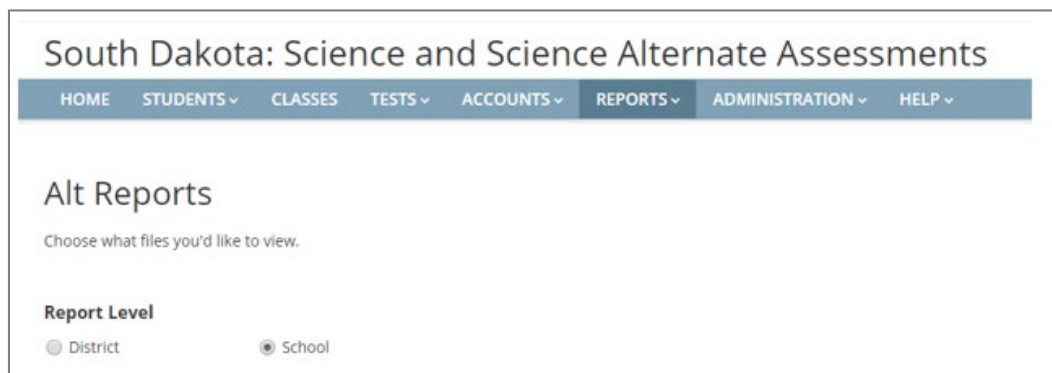 South Dakota: Science and Science Alternate Assessments
HOME STUDENTS CLASSES TESTS ACCOUNTS REPORTS ADMINISTRATION HELP
Alt Reports
Choose what files you'd like to view.
Report Level
District School